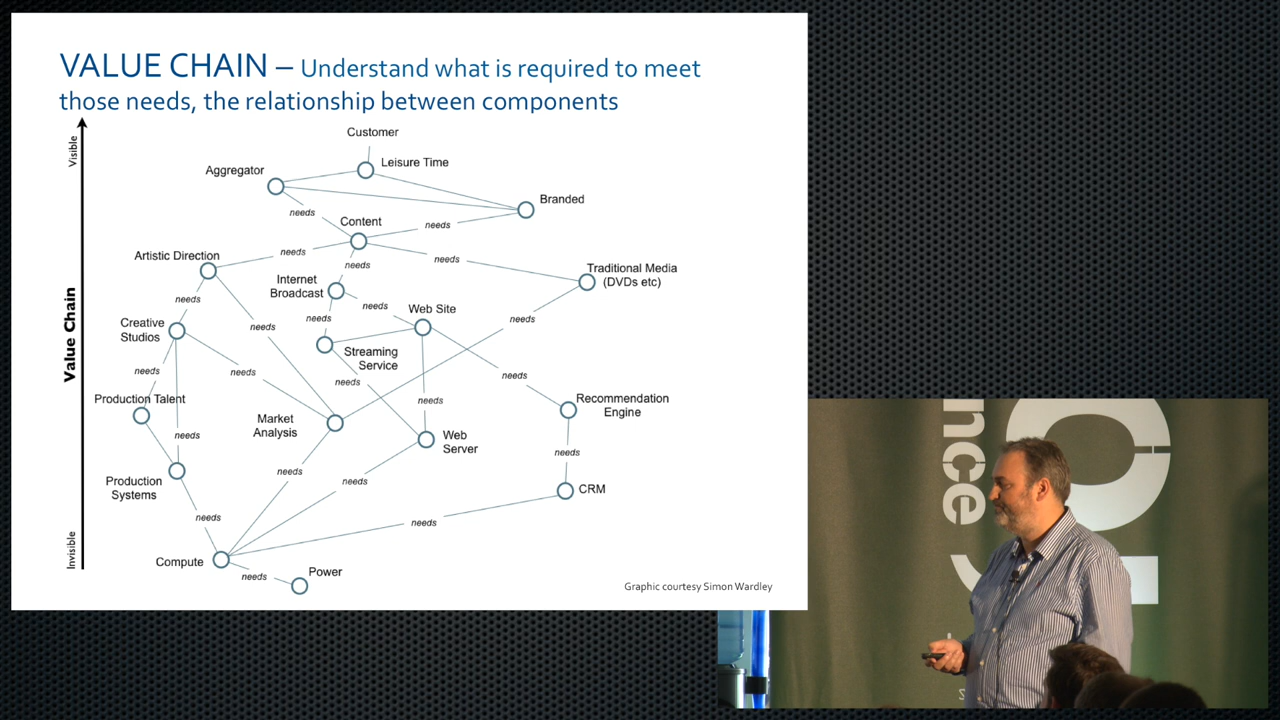 VALUE CHAIN – Understand what is required to meet
those needs, the relationship between components
Visible
Value Chain
Invisible
Customer
Leisure Time
Aggregator
Branded
needs
Content
needs
Artistic Direction
needs
needs
needs
Traditional Media
(DVDs etc)
Internet
Broadcast
needs
needs
Web Site
needs
needs
needs
Creative
Studios
Streaming
Service
needs
needs
needs
needs
Production Talent
needs
Recommendation
Engine
Market
Analysis
needs
Web
Server
needs
needs
needs
Production
Systems
CRM
needs
needs
Compute
needs
Power
Graphic courtesy Simon Wardley
nce